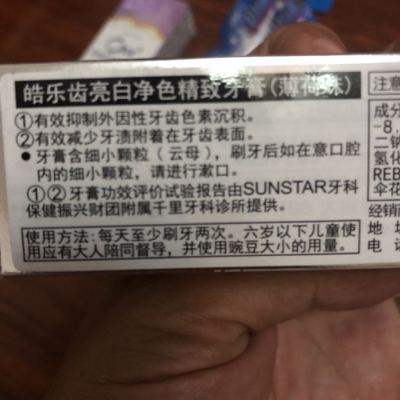 皓乐齿亮白净色精致牙膏(薄荷味)
①有效抑制外因性牙齿色素沉积。
②有效减少牙渍附着在牙齿表面。
●牙膏含细小颗粒（云母），刷牙后如在意口腔
内的细小颗粒，请进行漱口。
①②牙膏功效评价试验报告由SUNSTAR牙科
保健振兴财团附属千里牙科诊所提供。
使用方法：每天至少刷牙两次。六岁以下儿童使
用应有大人陪同督导，并使用豌豆大小的用量。
注意
成分
-8，
二钠
氢化
REB
伞花
经销商
地 址
电 话